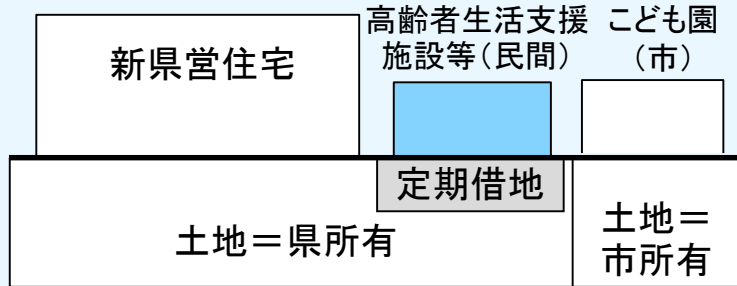 新県営住宅
高齢者生活支援
施設等(民間)
こども園
(市)
定期借地
土地=県所有
土地=
市所有